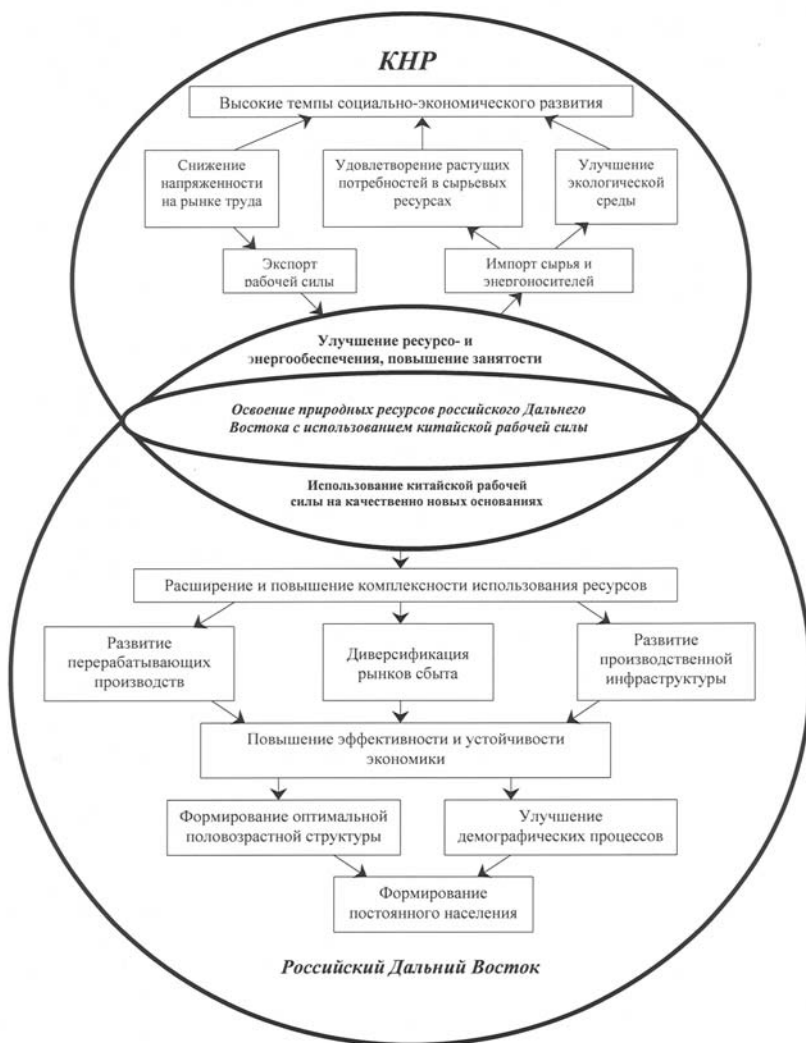 КНР
Высокие темпы социально-экономического развития
Снижение
напряженности
на рынке труда
Удовлетворение растущих
потребностей в сырьевых
ресурсах
Улучшение
экологической
среды
Экспорт
рабочей силы
Импорт сырья и
энергоносителей
Улучшение ресурсо- и
энергообеспечения, повышение занятости
Освоение природных ресурсов российского Дальнего
Востока с использованием китайской рабочей силы
Использование китайской рабочей
силы на качественно новых основаниях
Расширение и повышение комплексности использования ресурсов
Развитие
перерабатывающих
производств
Диверсификация
рынков сбыта
Развитие
производственной
инфраструктуры
Повышение эффективности и устойчивости
экономики
Формирование оптимальной
половозрастной структуры
Улучшение
демографических процессов
Формирование
постоянного населения
Российский Дальний Восток